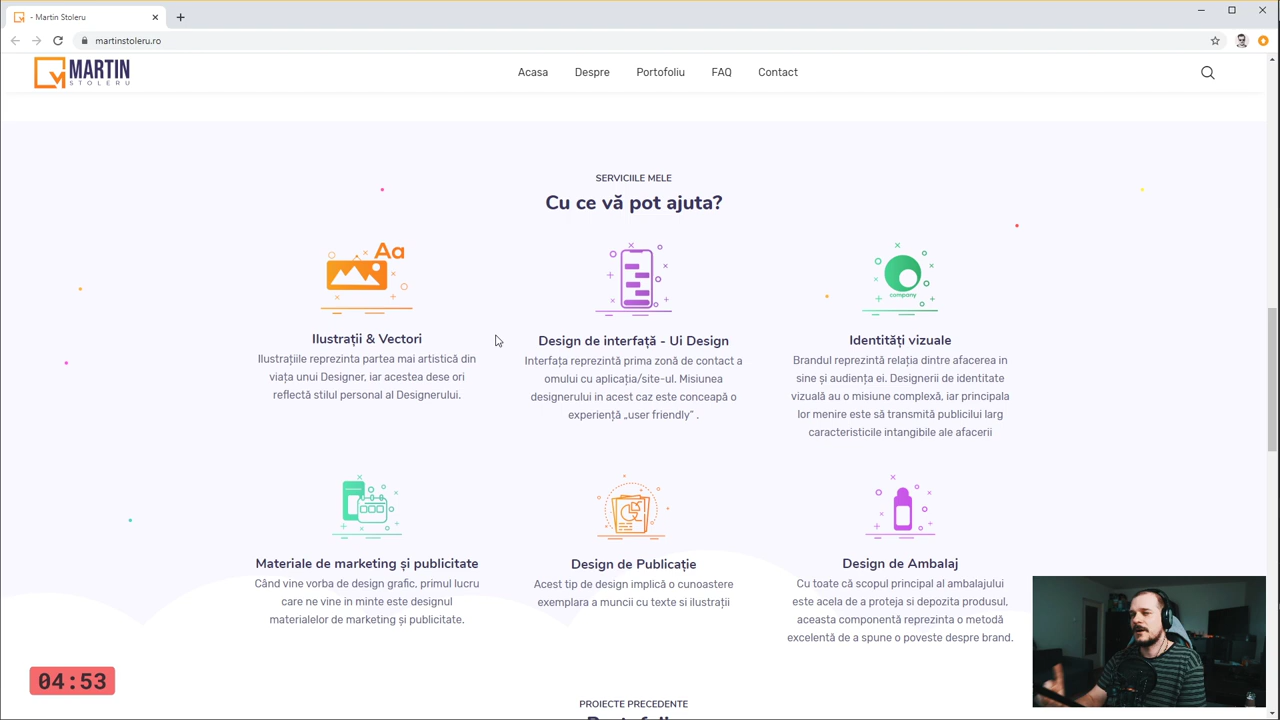 - Martin Stoleru
martinstoleru.ro
MARTIN
STOLERU
Acasa
Despre
Portofoliu
FAQ
Contact
SERVICIILE MELE
Cu ce vă pot ajuta?
Aa
company
Ilustrații & Vectori
Ilustrațiile reprezinta partea mai artistică din
viața unui Designer, iar acestea dese ori
reflectă stilul personal al Designerului.
Design de interfață - Ui Design
Interfața reprezintă prima zonă de contact a
omului cu aplicația/site-ul. Misiunea
designerului in acest caz este conceapă o
experiență „user friendly” .
Identități vizuale
Brandul reprezintă relația dintre afacerea in
sine și audiența ei. Designerii de identitate
vizuală au o misiune complexă, iar principala
lor menire este să transmită publicilui larg
caracteristicile intangibile ale afacerii
Materiale de marketing și publicitate
Când vine vorba de design grafic, primul lucru
care ne vine in minte este designul
materialelor de marketing și publicitate.
Design de Publicație
Acest tip de design implică o cunoastere
exemplara a muncii cu texte si ilustrații
Design de Ambalaj
Cu toate că scopul principal al ambalajului
este acela de a proteja si depozita produsul,
aceasta componentă reprezinta o metodă
excelentă de a spune o poveste despre brand.
04:53
PROIECTE PRECEDENTE